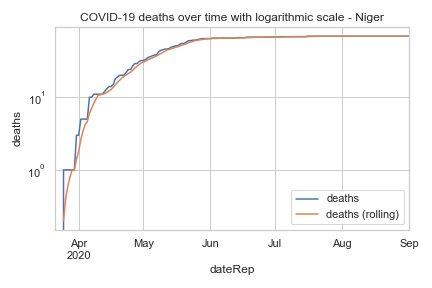 COVID-19 deaths over time with logarithmic scale - Niger
deaths
10¹
10⁰
deaths
deaths (rolling)
Apr
2020
May
Jun
Jul
Aug
Sep
dateRep